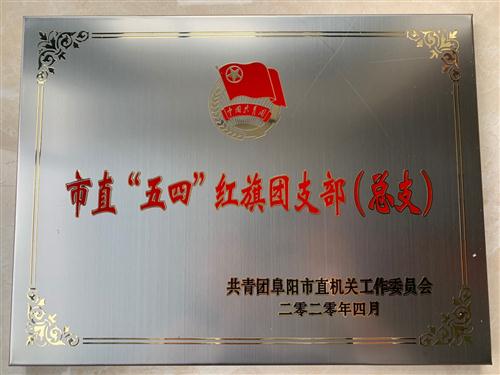 中国共青团
市直“五四”红旗团支部（总支）
共青团阜阳市直机关工作委员会
二零二零年四月